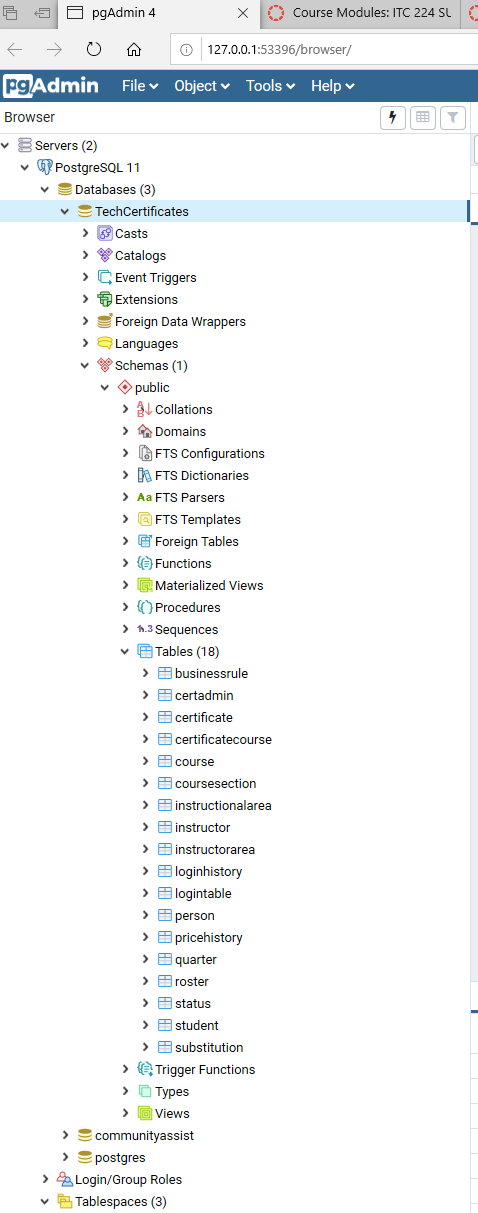 pgAdmin 4
Course Modules: ITC 224 SU
127.0.0.1:53396/browser/
pgAdmin File Object Tools Help
Browser
Servers (2)
PostgreSQL 11
Databases (3)
TechCertificates
Casts
Catalogs
Event Triggers
Extensions
Foreign Data Wrappers
Languages
Schemas (1)
public
Collations
Domains
FTS Configurations
FTS Dictionaries
Aa FTS Parsers
FTS Templates
Foreign Tables
Functions
Materialized Views
Procedures
1..3 Sequences
Tables (18)
businessrule
certadmin
certificate
certificatecourse
course
coursesection
instructionalarea
instructor
instructorarea
loginhistory
logintable
person
pricehistory
quarter
roster
status
student
substitution
Trigger Functions
Types
Views
communityassist
postgres
Login/Group Roles
Tablespaces (3)